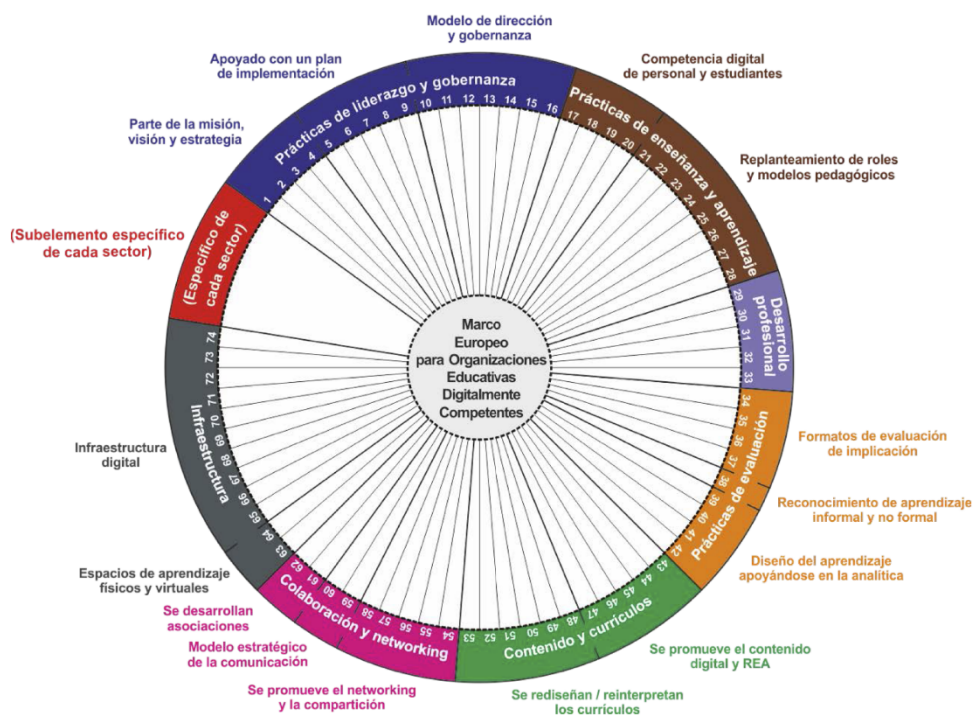 Modelo de dirección
y gobernanza
Apoyado con un plan
de implementación
Parte de la misión,
visión y estrategia
(Subelemento específico
de cada sector)
Infraestructura
digital
Espacios de aprendizaje
físicos y virtuales
Se desarrollan
asociaciones
Modelo estratégico
de la comunicación
Se promueve el networking
y la compartición
Competencia digital
de personal y estudiantes
Replanteamiento de roles
y modelos pedagógicos
Formatos de evaluación
de implicación
Reconocimiento de aprendizaje
informal y no formal
Diseño del aprendizaje
apoyándose en la analítica
Se promueve el contenido
digital y REA
Se rediseñan / reinterpretan
los currículos
Prácticas de liderazgo y gobernanza
1 2 3 4 5 6 7 8 9 10 11 12 13 14 15 16
Prácticas de enseñanza y aprendizaje
17 18 19 20 21 22 23 24 25 26 27 28
Desarrollo
profesional
29 30 31 32 33
Prácticas de evaluación
34 35 36 37 38 39 40 41 42
Contenido y currículos
43 44 45 46 47 48 49 50 51 52 53
Colaboración y networking
54 55 56 57 58 59 60 61 62
Infraestructura
63 64 65 66 67 68 69 70 71 72 73 74
(Específico de
cada sector)
Marco
Europeo
para Organizaciones
Educativas
Digitalmente
Competentes